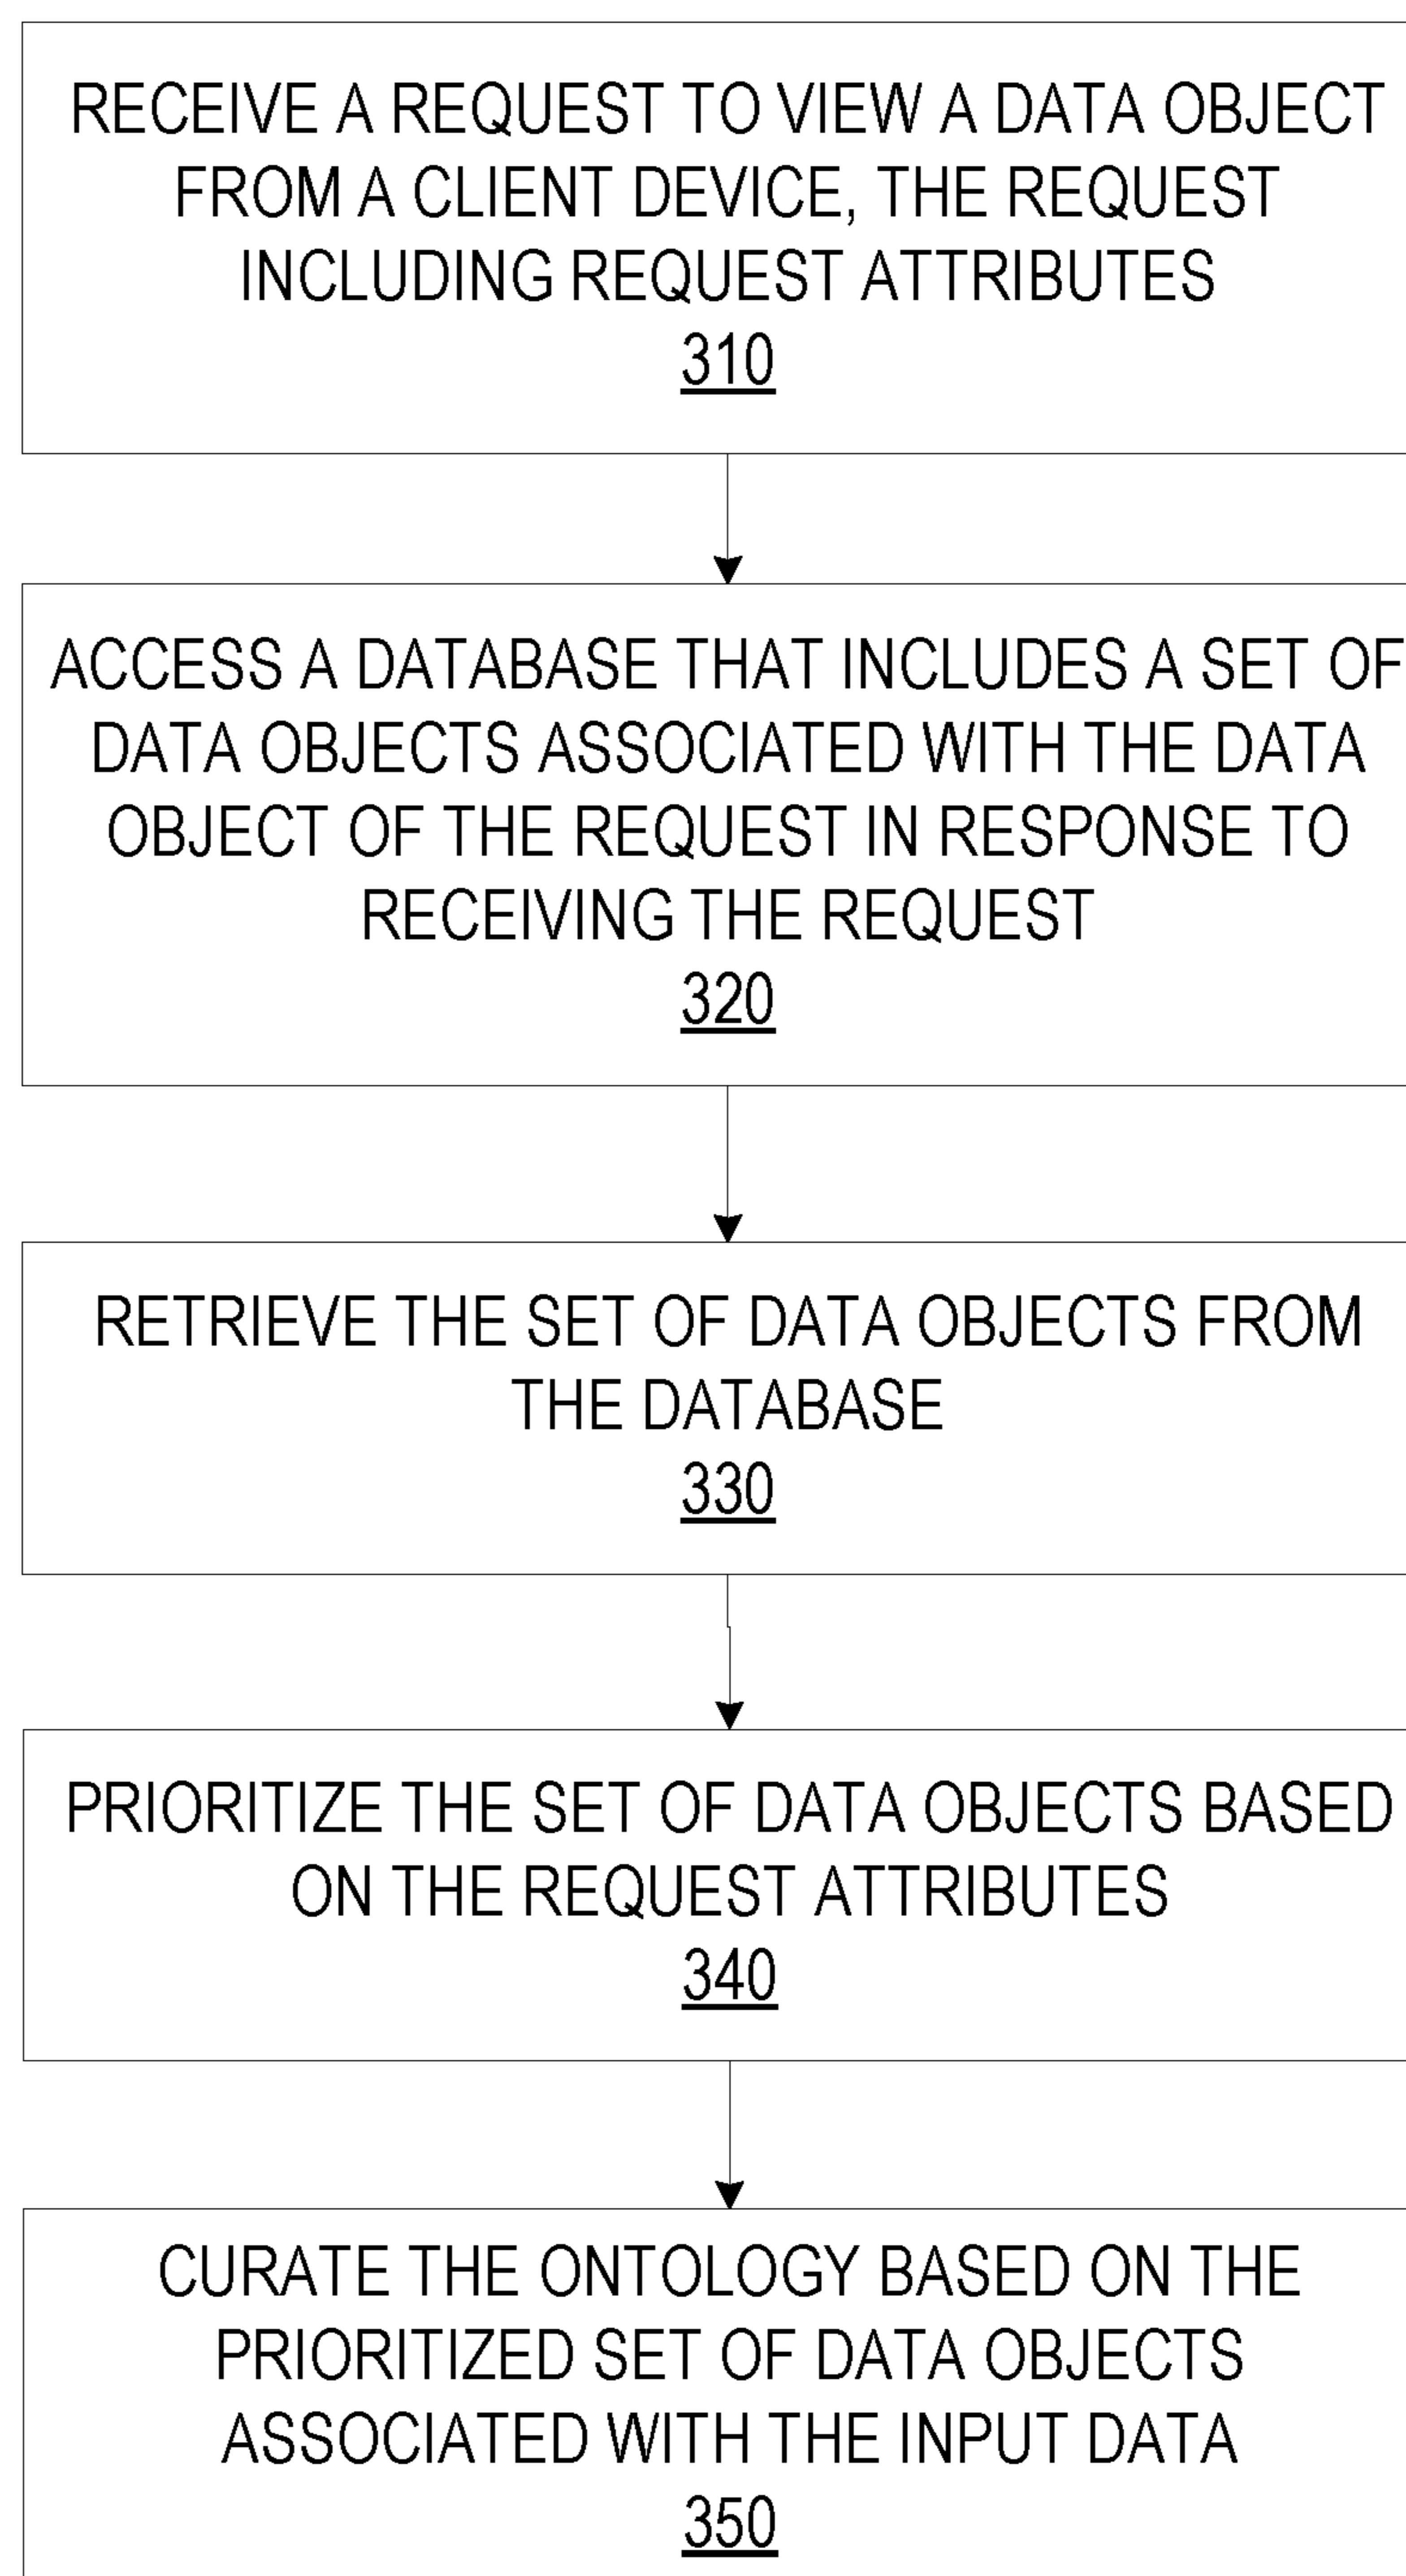 RECEIVE A REQUEST TO VIEW A DATA OBJECT
FROM A CLIENT DEVICE, THE REQUEST
INCLUDING REQUEST ATTRIBUTES
310
ACCESS A DATABASE THAT INCLUDES A SET OF
DATA OBJECTS ASSOCIATED WITH THE DATA
OBJECT OF THE REQUEST IN RESPONSE TO
RECEIVING THE REQUEST
320
RETRIEVE THE SET OF DATA OBJECTS FROM
THE DATABASE
330
PRIORITIZE THE SET OF DATA OBJECTS BASED
ON THE REQUEST ATTRIBUTES
340
CURATE THE ONTOLOGY BASED ON THE
PRIORITIZED SET OF DATA OBJECTS
ASSOCIATED WITH THE INPUT DATA
350